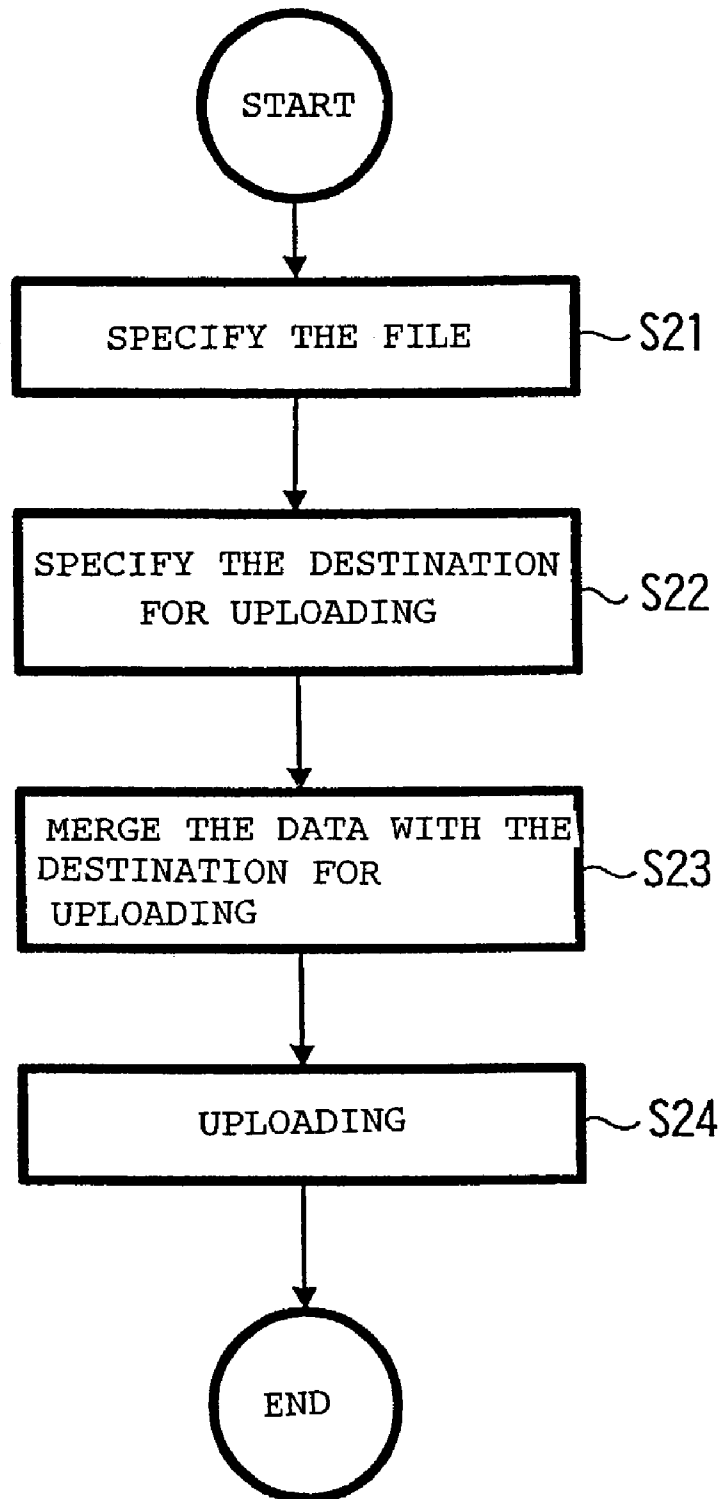 START
SPECIFY THE FILE
S21
SPECIFY THE DESTINATION
FOR UPLOADING
S22
MERGE THE DATA WITH THE
DESTINATION FOR
UPLOADING
S23
UPLOADING
S24
END